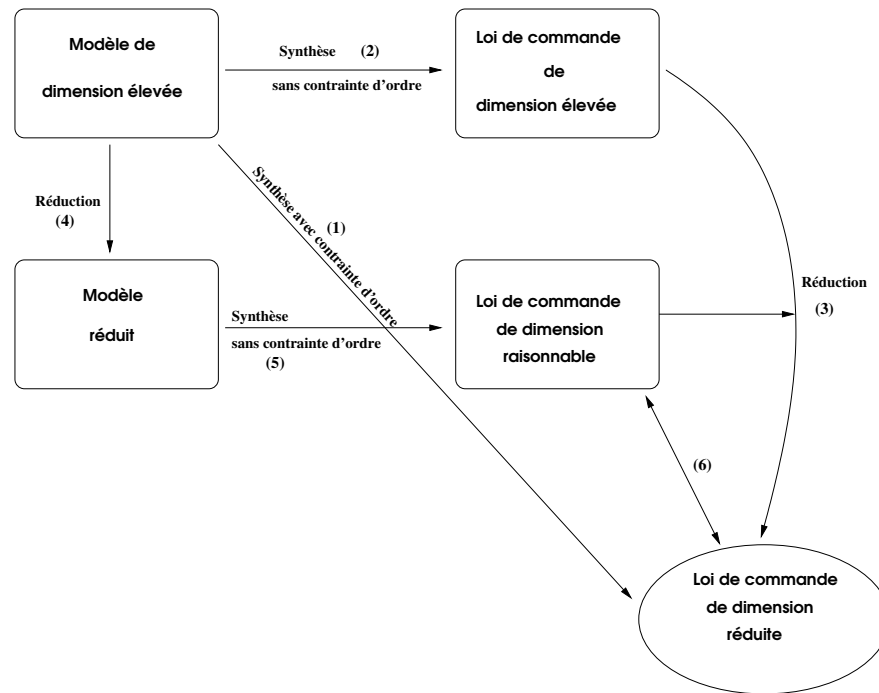 Modèle de
dimension élevée
Synthèse (2)
sans contrainte d'ordre
Loi de commande
de
dimension élevée
Réduction
(4)
Synthèse avec contrainte d'ordre
(1)
Modèle
réduit
Synthèse
sans contrainte d'ordre
(5)
Loi de commande
de dimension
raisonnable
Réduction
(3)
(6)
Loi de commande
de dimension
réduite